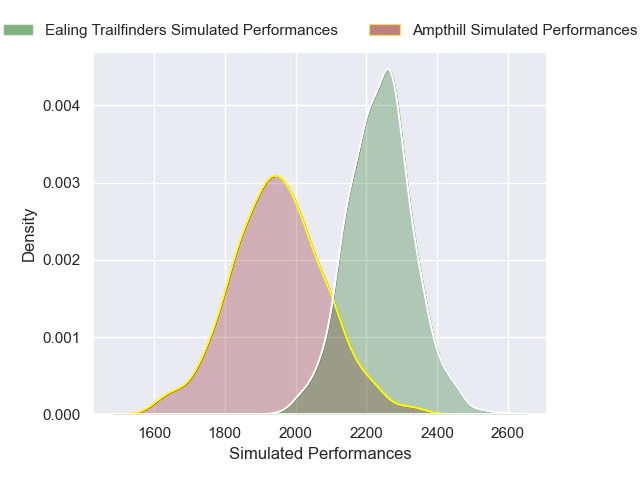 Ealing Trailfinders Simulated Performances
Ampthill Simulated Performances
0.004
0.003
0.002
0.001
0.000
Density
1600 1800 2000 2200 2400 2600
Simulated Performances